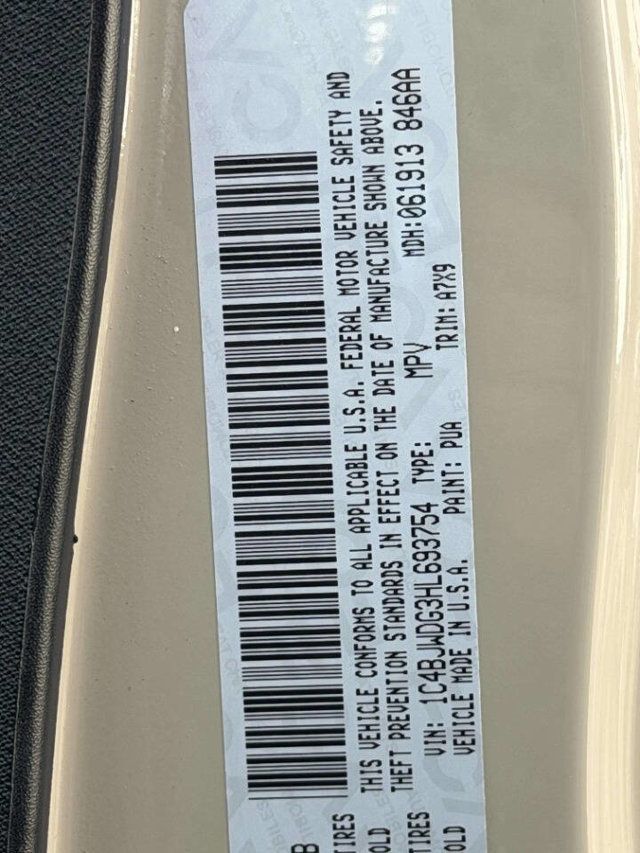 THIS VEHICLE CONFORMS TO ALL APPLICABLE U.S.A. FEDERAL MOTOR VEHICLE SAFETY AND
THEFT PREVENTION STANDARDS IN EFFECT ON THE DATE OF MANUFACTURE SHOWN ABOVE.
VIN: 1C4BJWDG3HL693754 TYPE: MPV MDH:061913 846AA
VEHICLE MADE IN U.S.A. PAINT: PUA TRIM: A7X9
B
TIRES
OLD
TIRES
OLD